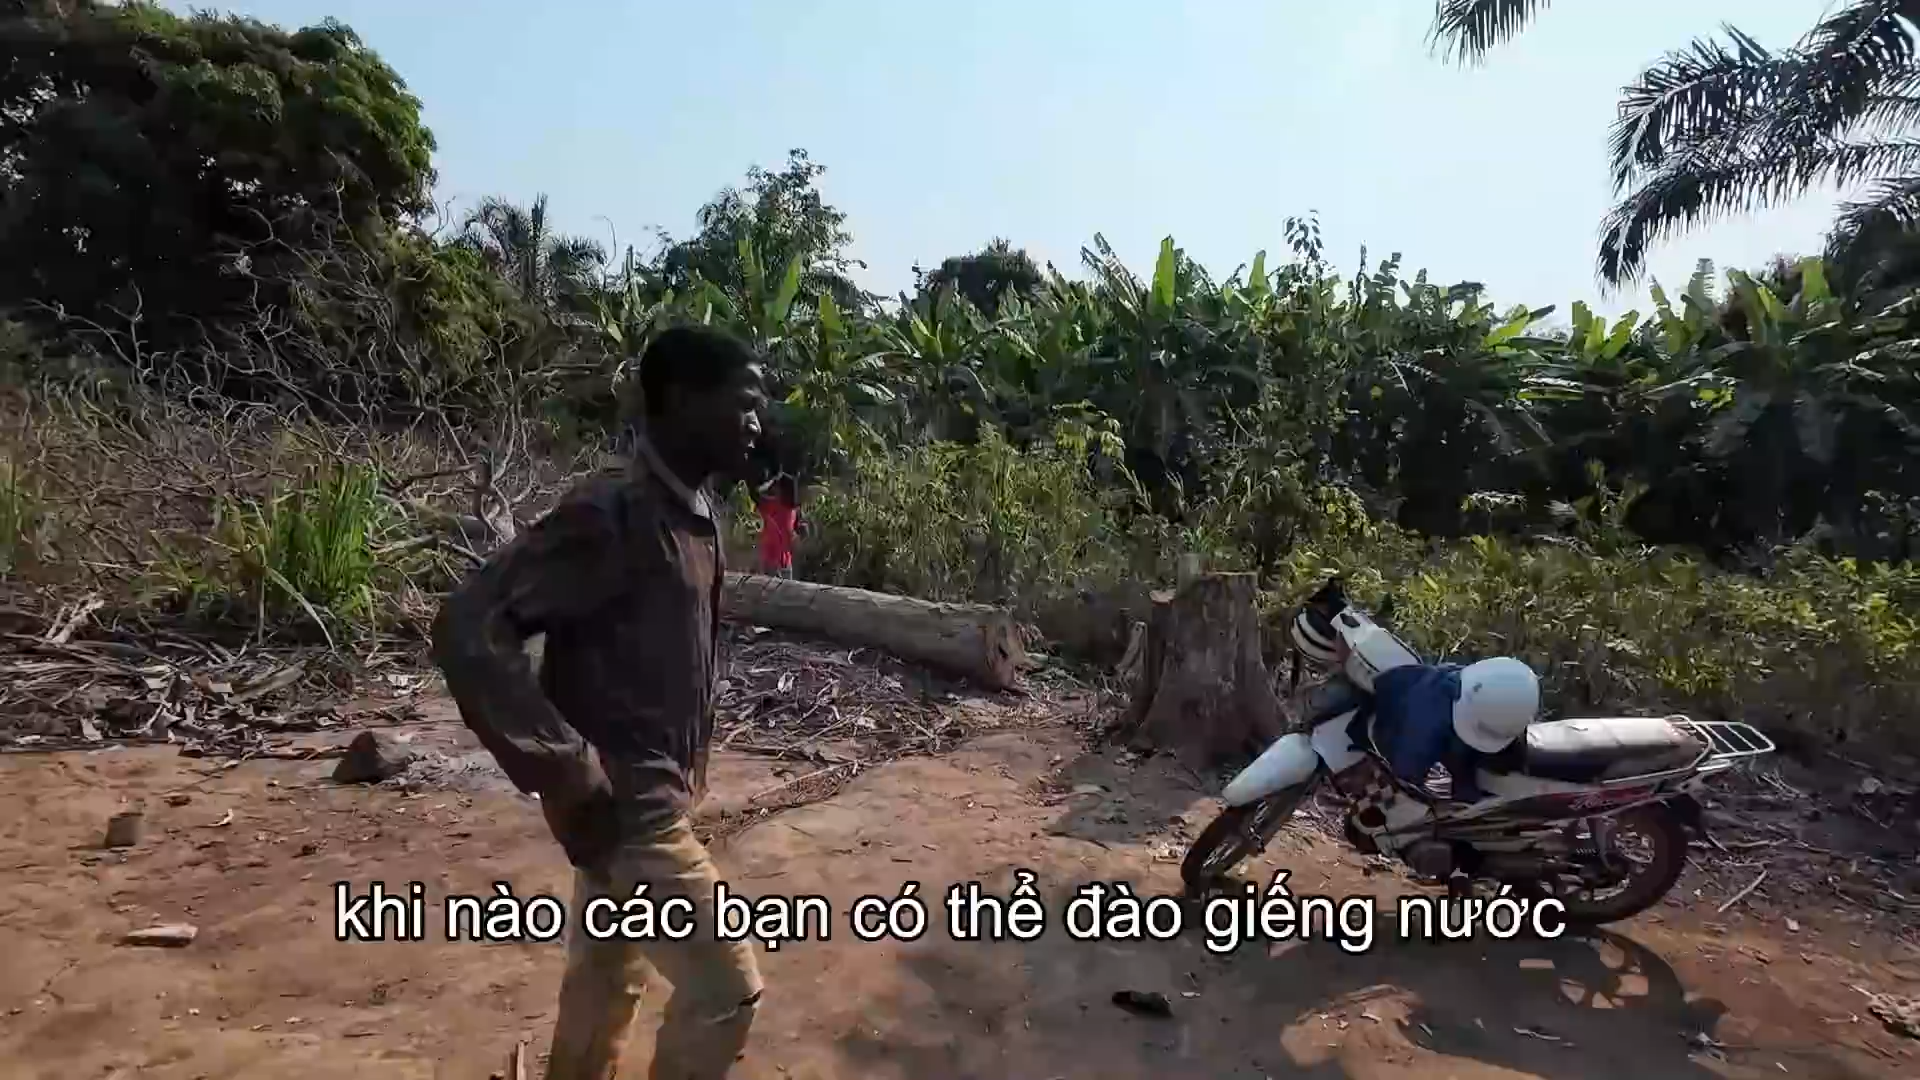 khi nào các bạn có thể đào giếng nước